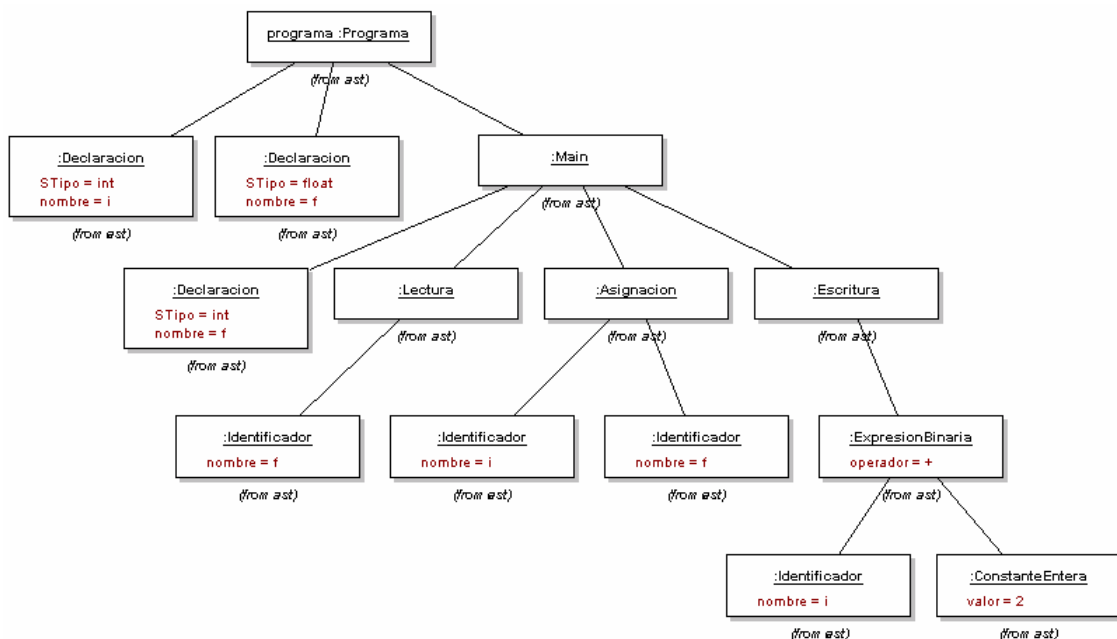 programa :Programa
(from ast)
:Declaracion
STipo = int
nombre = i
(from ast)
:Declaracion
STipo = float
nombre = f
(from ast)
:Main
(from ast)
:Declaracion
STipo = int
nombre = f
(from ast)
:Lectura
(from ast)
:Asignacion
(from ast)
:Escritura
(from ast)
:Identificador
nombre = f
(from ast)
:Identificador
nombre = i
(from ast)
:Identificador
nombre = f
(from ast)
:ExpresionBinaria
operador = +
(from ast)
:Identificador
nombre = i
(from ast)
:ConstanteEntera
valor = 2
(from ast)